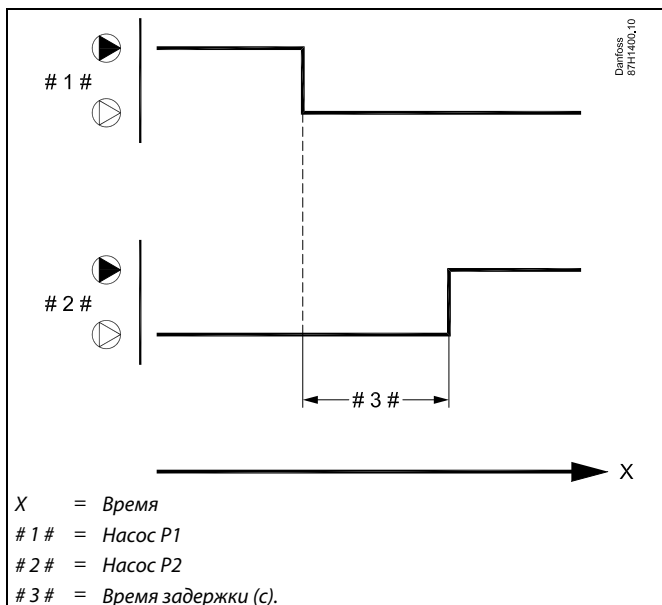 Danfoss
87H1400.10
# 1 #
# 2 #
# 3 #
X
X = Время
# 1 # = Насос P1
# 2 # = Насос P2
# 3 # = Время задержки (с).